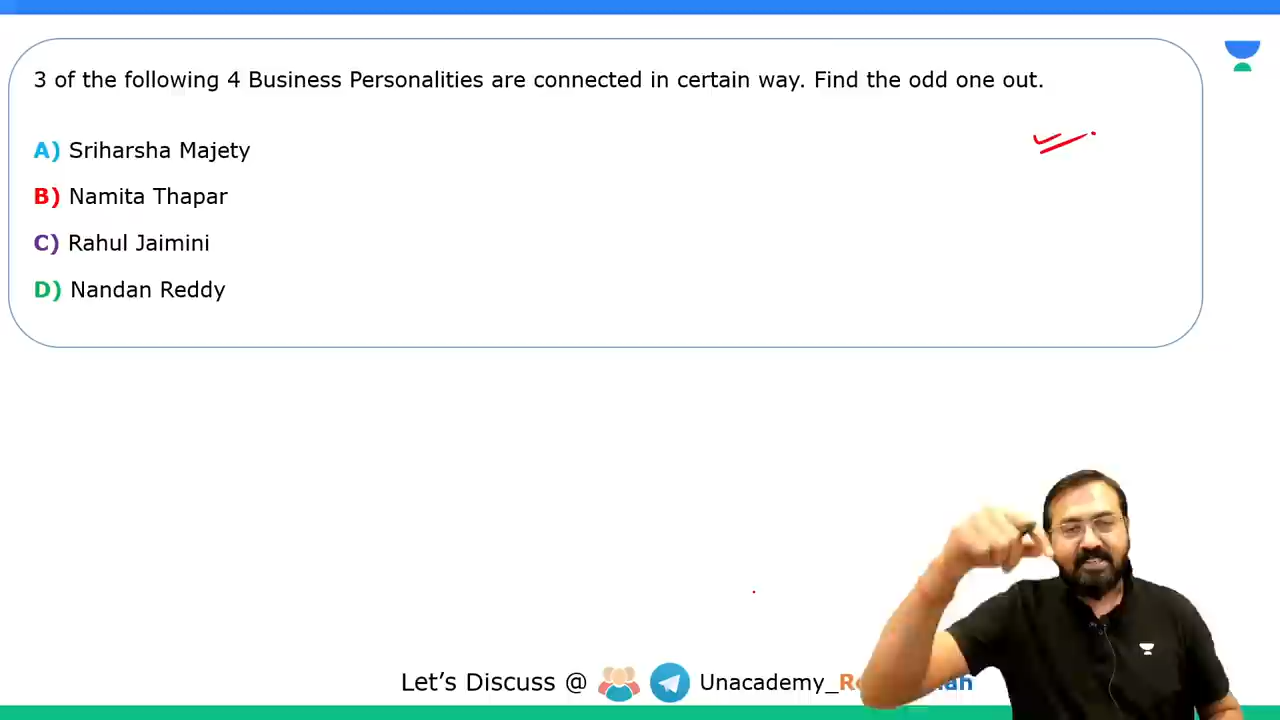 3 of the following 4 Business Personalities are connected in certain way. Find the odd one out.
A) Sriharsha Majety
B) Namita Thapar
C) Rahul Jaimini
D) Nandan Reddy
Let's Discuss @ Unacademy_